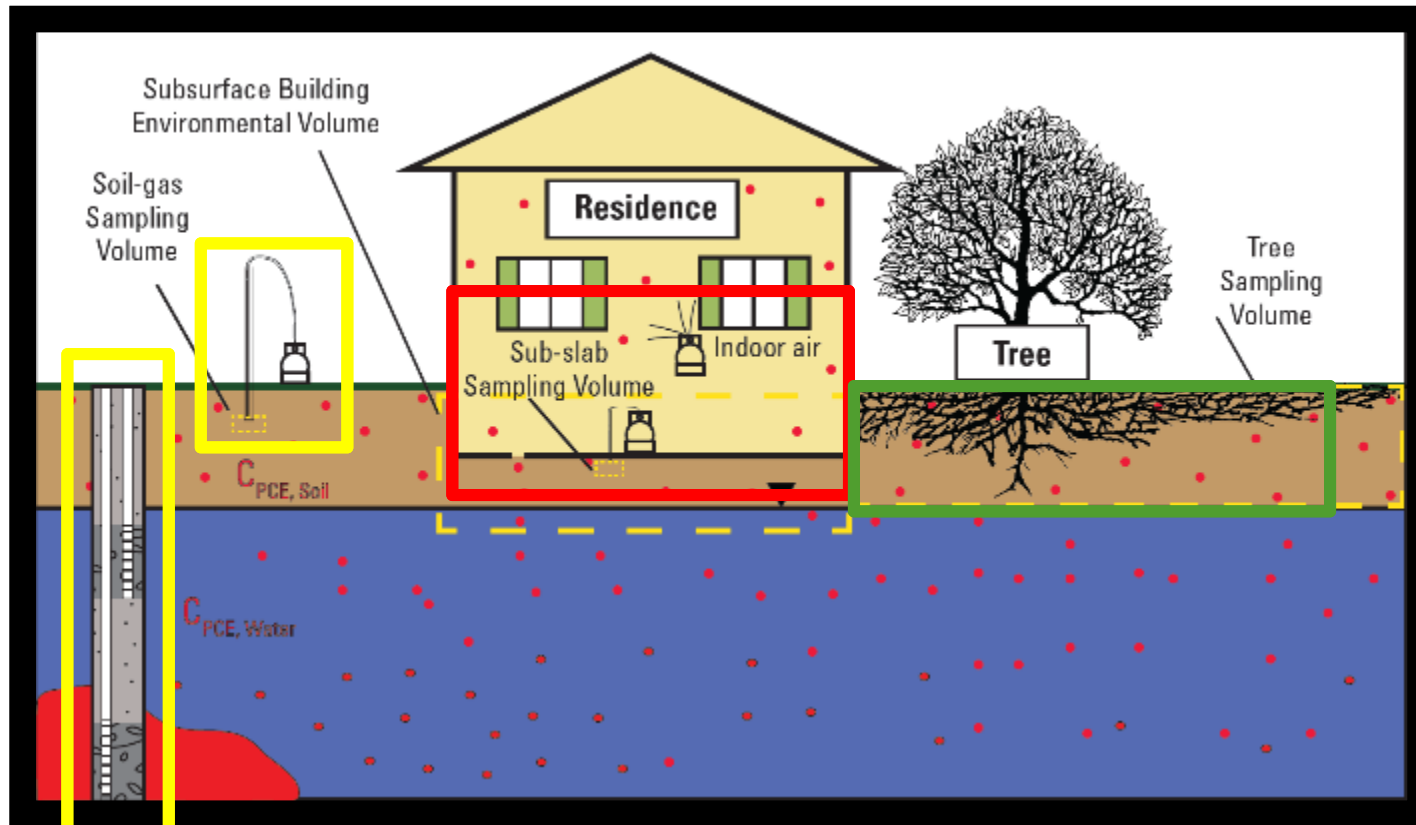 Subsurface Building
Environmental Volume
Soil-gas
Sampling
Volume
Residence
Tree
Sampling
Volume
Sub-slab
Sampling Volume
Indoor air
Tree
C
PCE, Soil
C
PCE, Water